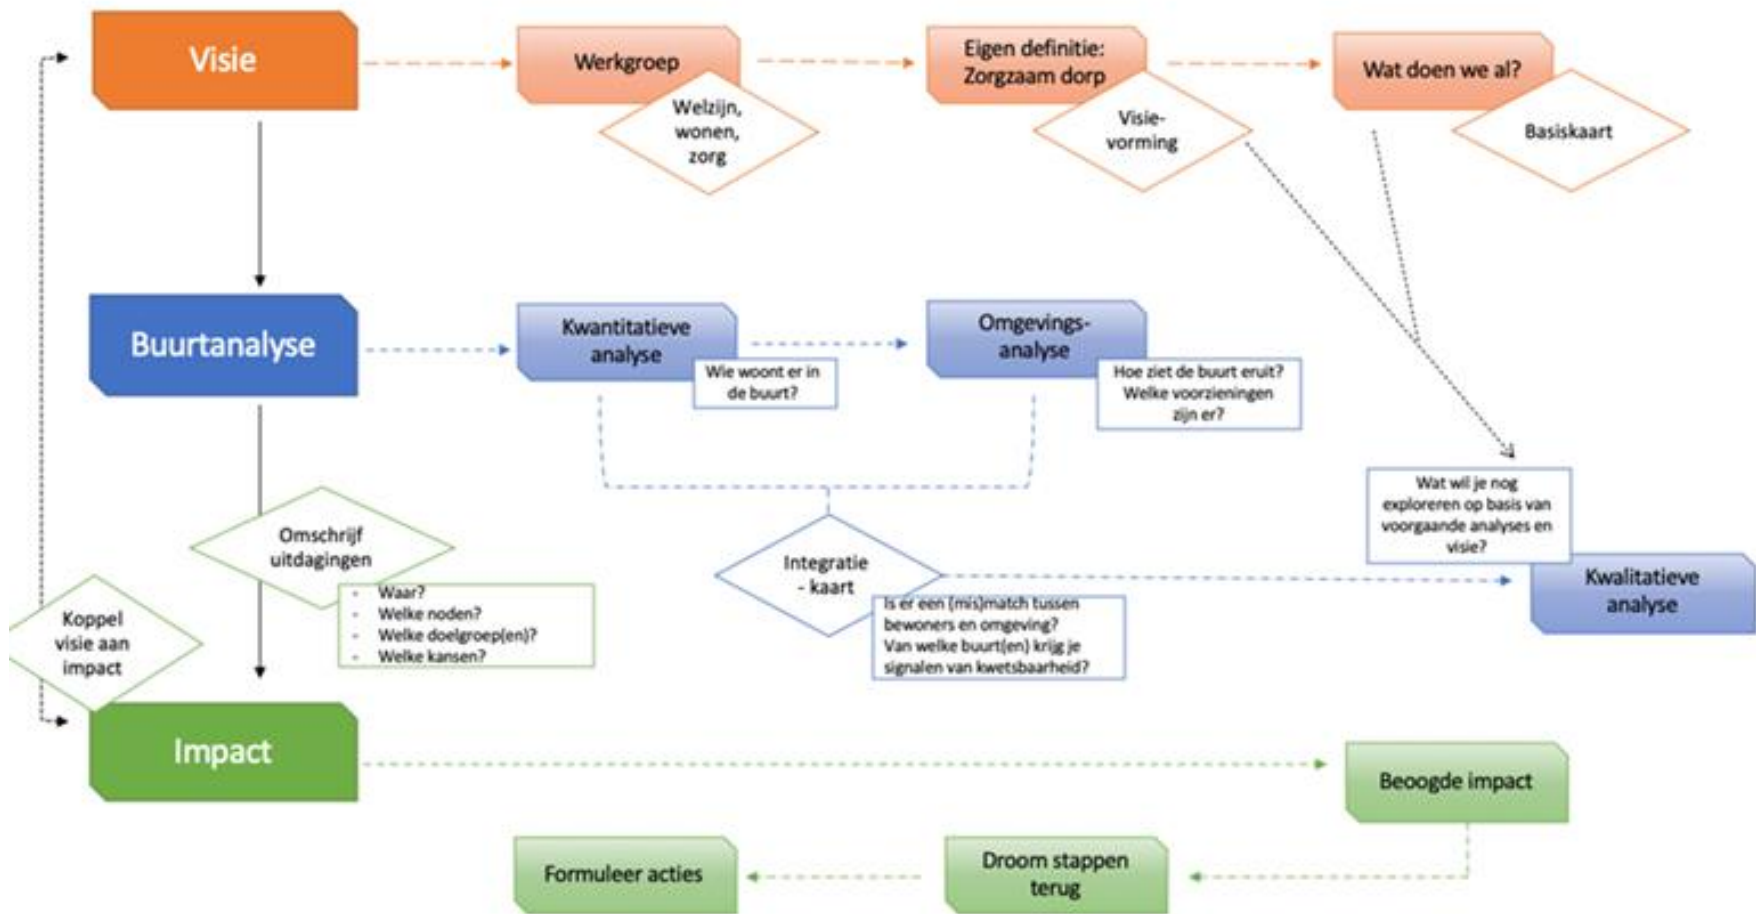 Visie
Werkgroep
Welzijn,
wonen,
zorg
Eigen definitie:
Zorgzaam dorp
Visie-
vorming
Wat doen we al?
Basiskaart
Buurtanalyse
Kwantitatieve
analyse
Wie woont er in
de buurt?
Omgevings-
analyse
Hoe ziet de buurt eruit?
Welke voorzieningen
zijn er?
Wat wil je nog
exploreren op basis van
voorgaande analyses en
visie?
Kwalitatieve
analyse
Integratie
- kaart
Is er een (mis)match tussen
bewoners en omgeving?
Van welke buurt(en) krijg je
signalen van kwetsbaarheid?
Omschrijf
uitdagingen
- Waar?
- Welke noden?
- Welke doelgroep(en)?
- Welke kansen?
Koppel
visie aan
impact
Impact
Beoogde impact
Droom stappen
terug
Formuleer acties